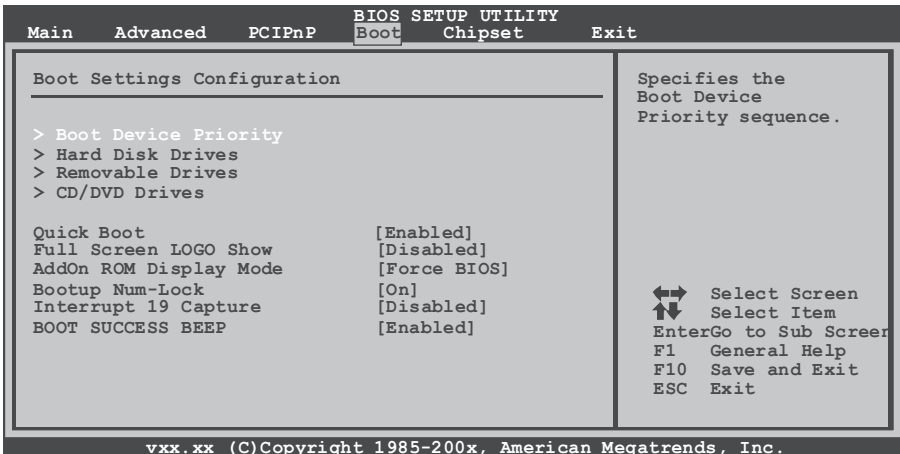 BIOS SETUP UTILITY
Main Advanced PCIPnP Boot Chipset Exit
Boot Settings Configuration
> Boot Device Priority
> Hard Disk Drives
> Removable Drives
> CD/DVD Drives
Quick Boot [Enabled]
Full Screen LOGO Show [Disabled]
AddOn ROM Display Mode [Force BIOS]
Bootup Num-Lock [On]
Interrupt 19 Capture [Disabled]
BOOT SUCCESS BEEP [Enabled]
Specifies the
Boot Device
Priority sequence.
Select Screen
Select Item
EnterGo to Sub Screen
F1 General Help
F10 Save and Exit
ESC Exit
vxx.xx (C)Copyright 1985-200x, American Megatrends, Inc.